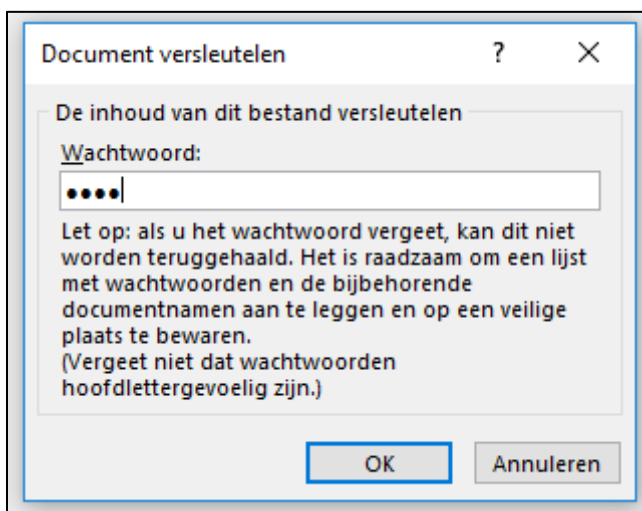 Document versleutelen ?
De inhoud van dit bestand versleutelen
Wachtwoord:
••••
Let op: als u het wachtwoord vergeet, kan dit niet
worden teruggehaald. Het is raadzaam om een lijst
met wachtwoorden en de bijbehorende
documentnamen aan te leggen en op een veilige
plaats te bewaren.
(Vergeet niet dat wachtwoorden
hoofdlettergevoelig zijn.)
OK Annuleren